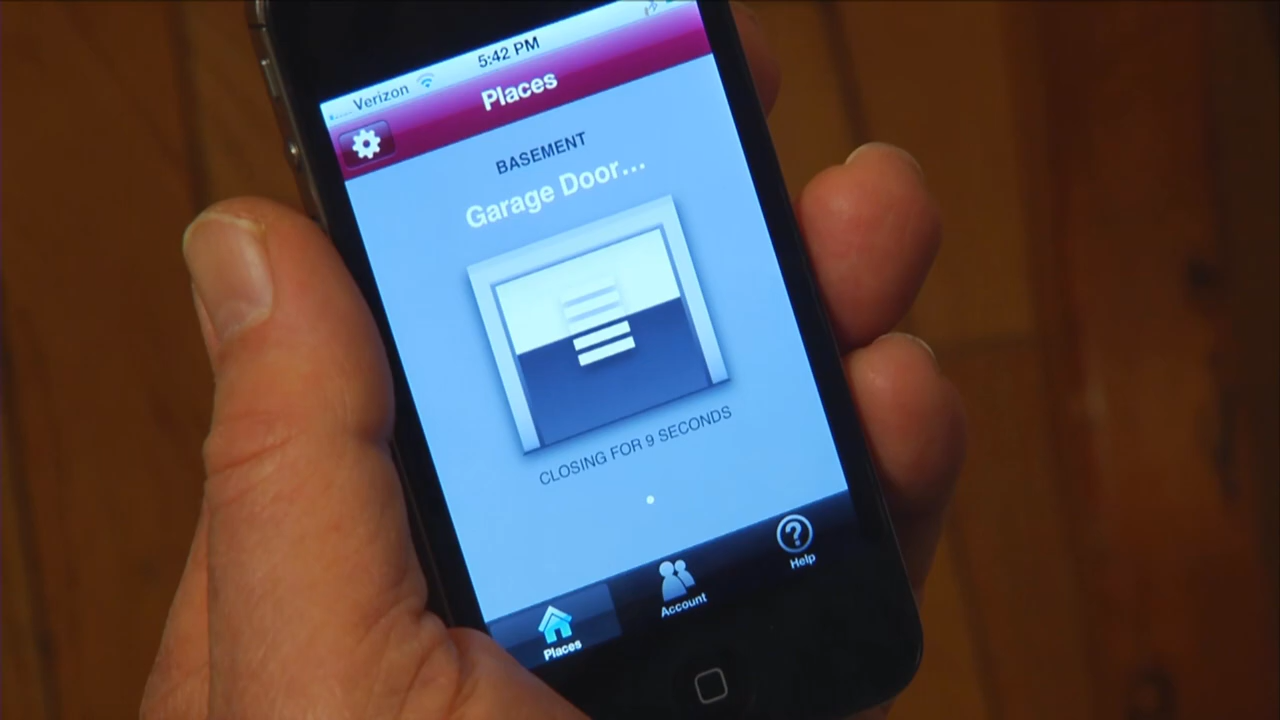 Verizon 5:42 PM
Places
BASEMENT
Garage Door...
CLOSING FOR 9 SECONDS
Places Account Help